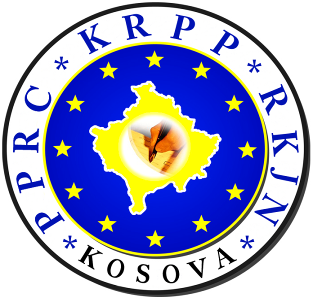 PPRC * KRPP * RKJN
* KOSOVA *